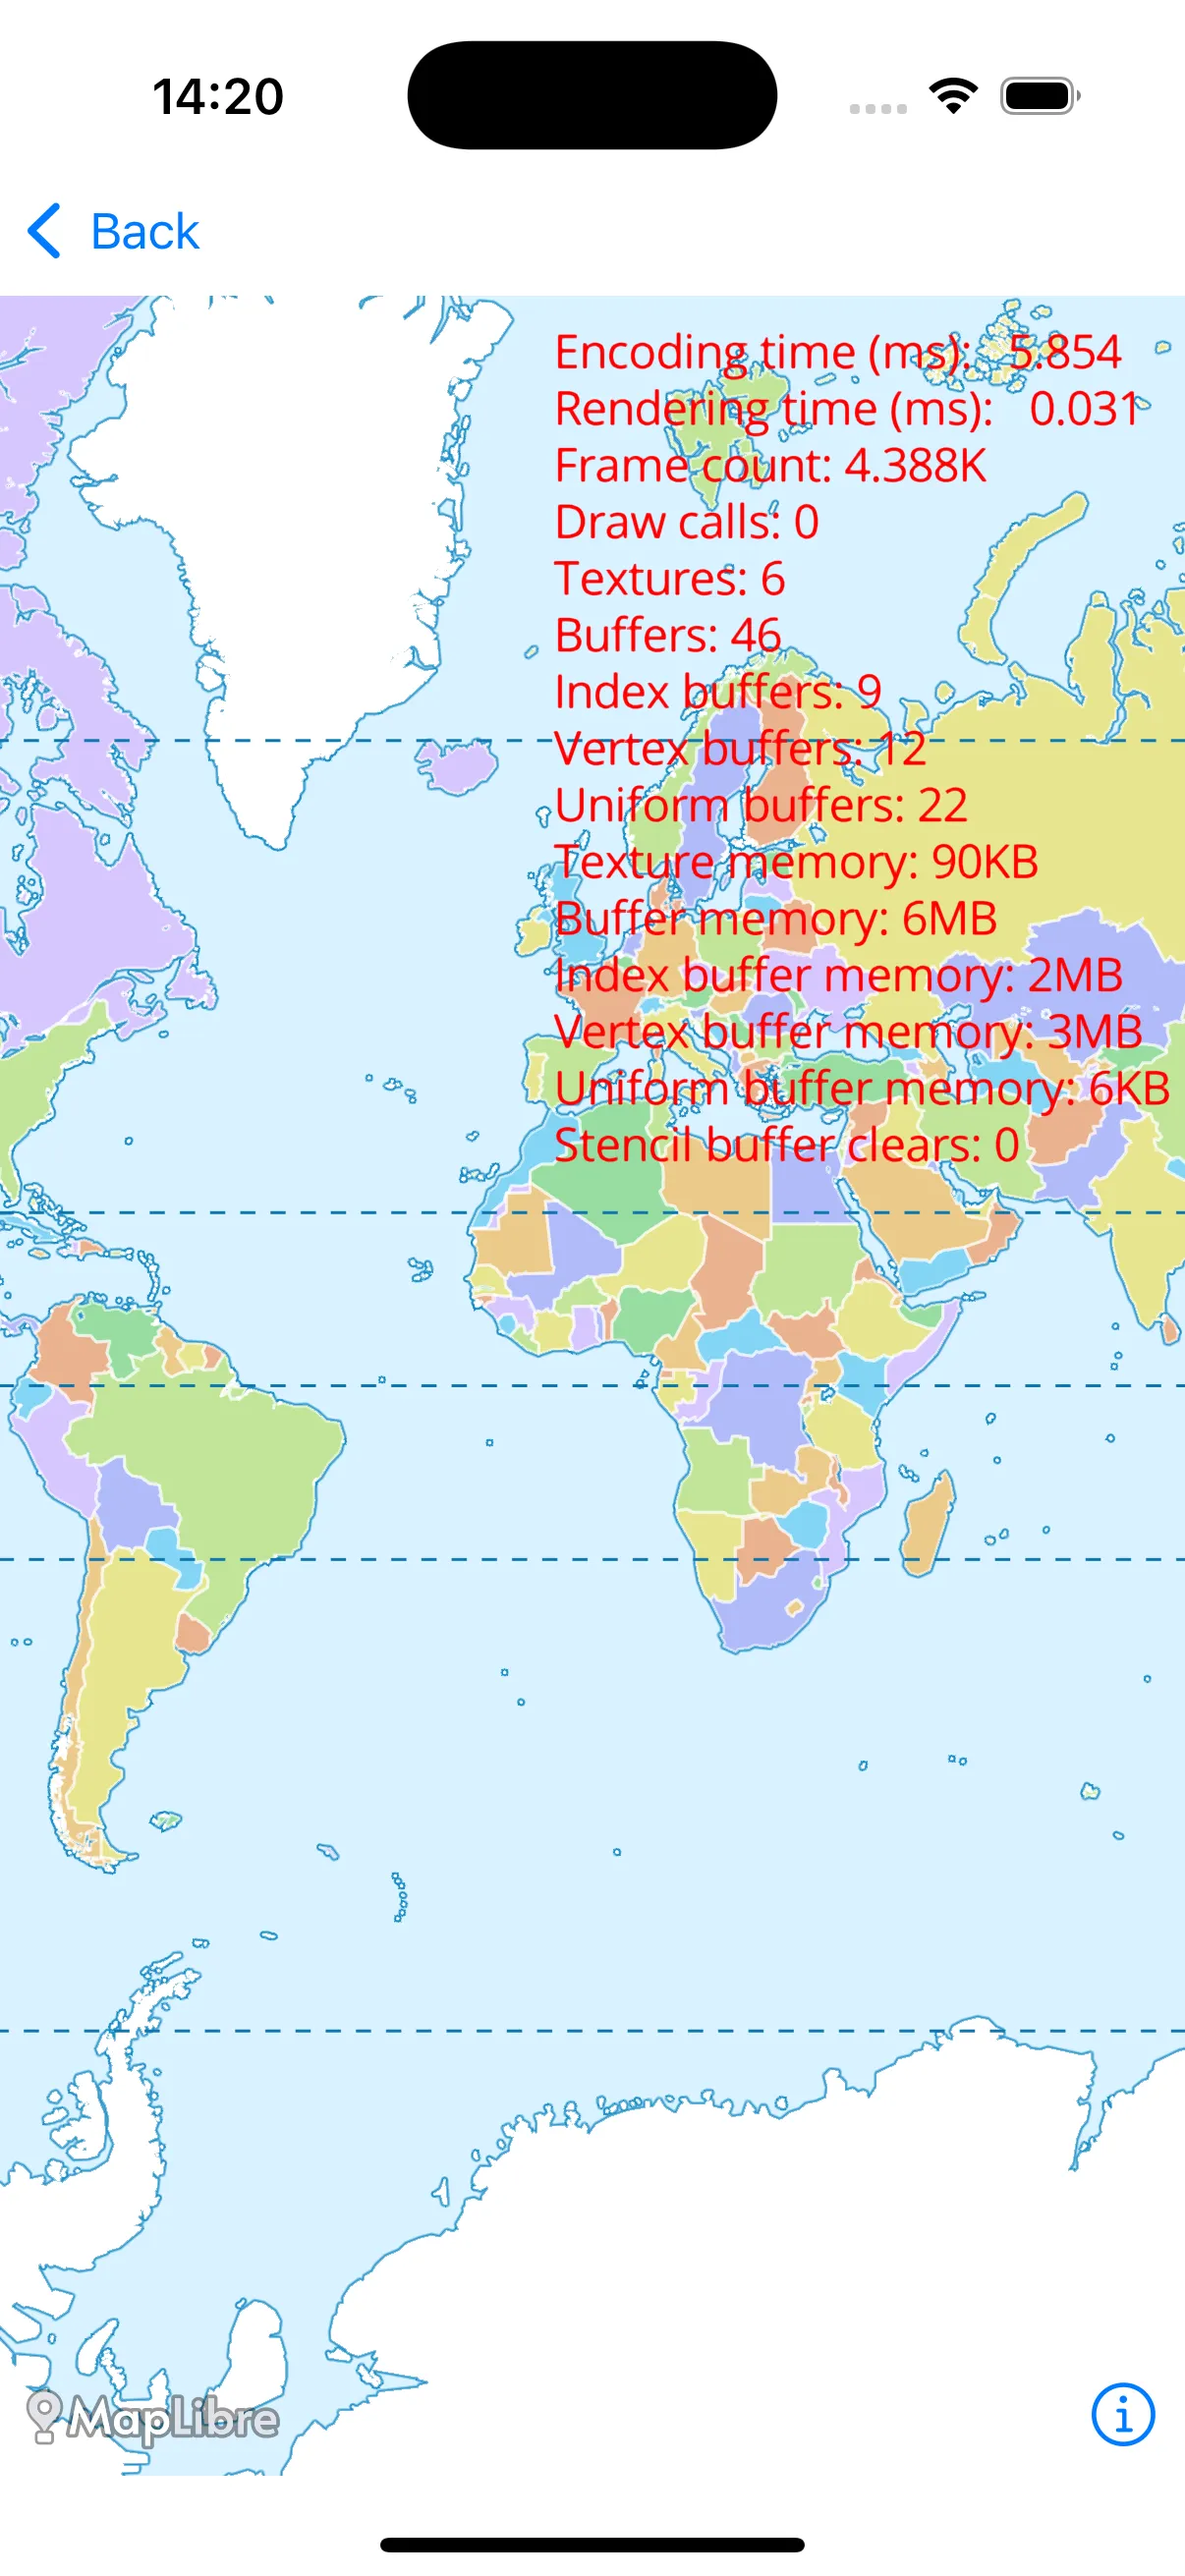 14:20
Back
Encoding time (ms): 5.854
Rendering time (ms): 0.031
Frame count: 4.388K
Draw calls: 0
Textures: 6
Buffers: 46
Index buffers: 9
Vertex buffers: 12
Uniform buffers: 22
Texture memory: 90KB
Buffer memory: 6MB
Index buffer memory: 2MB
Vertex buffer memory: 3MB
Uniform buffer memory: 6KB
Stencil buffer clears: 0
MapLibre